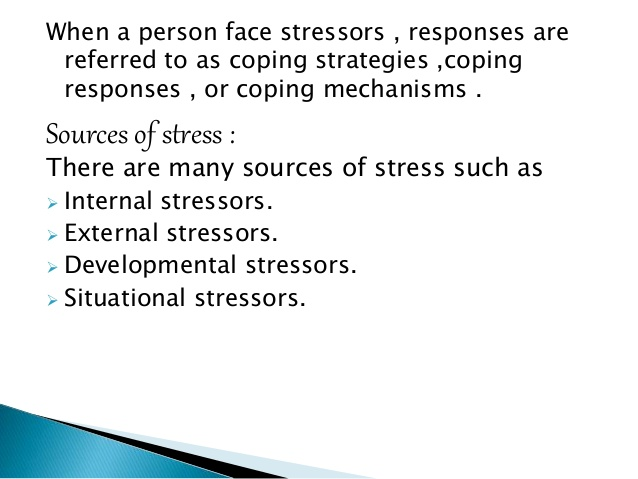 When a person face stressors , responses are
referred to as coping strategies ,coping
responses , or coping mechanisms .
Sources of stress :
There are many sources of stress such as
Internal stressors.
External stressors.
Developmental stressors.
Situational stressors.